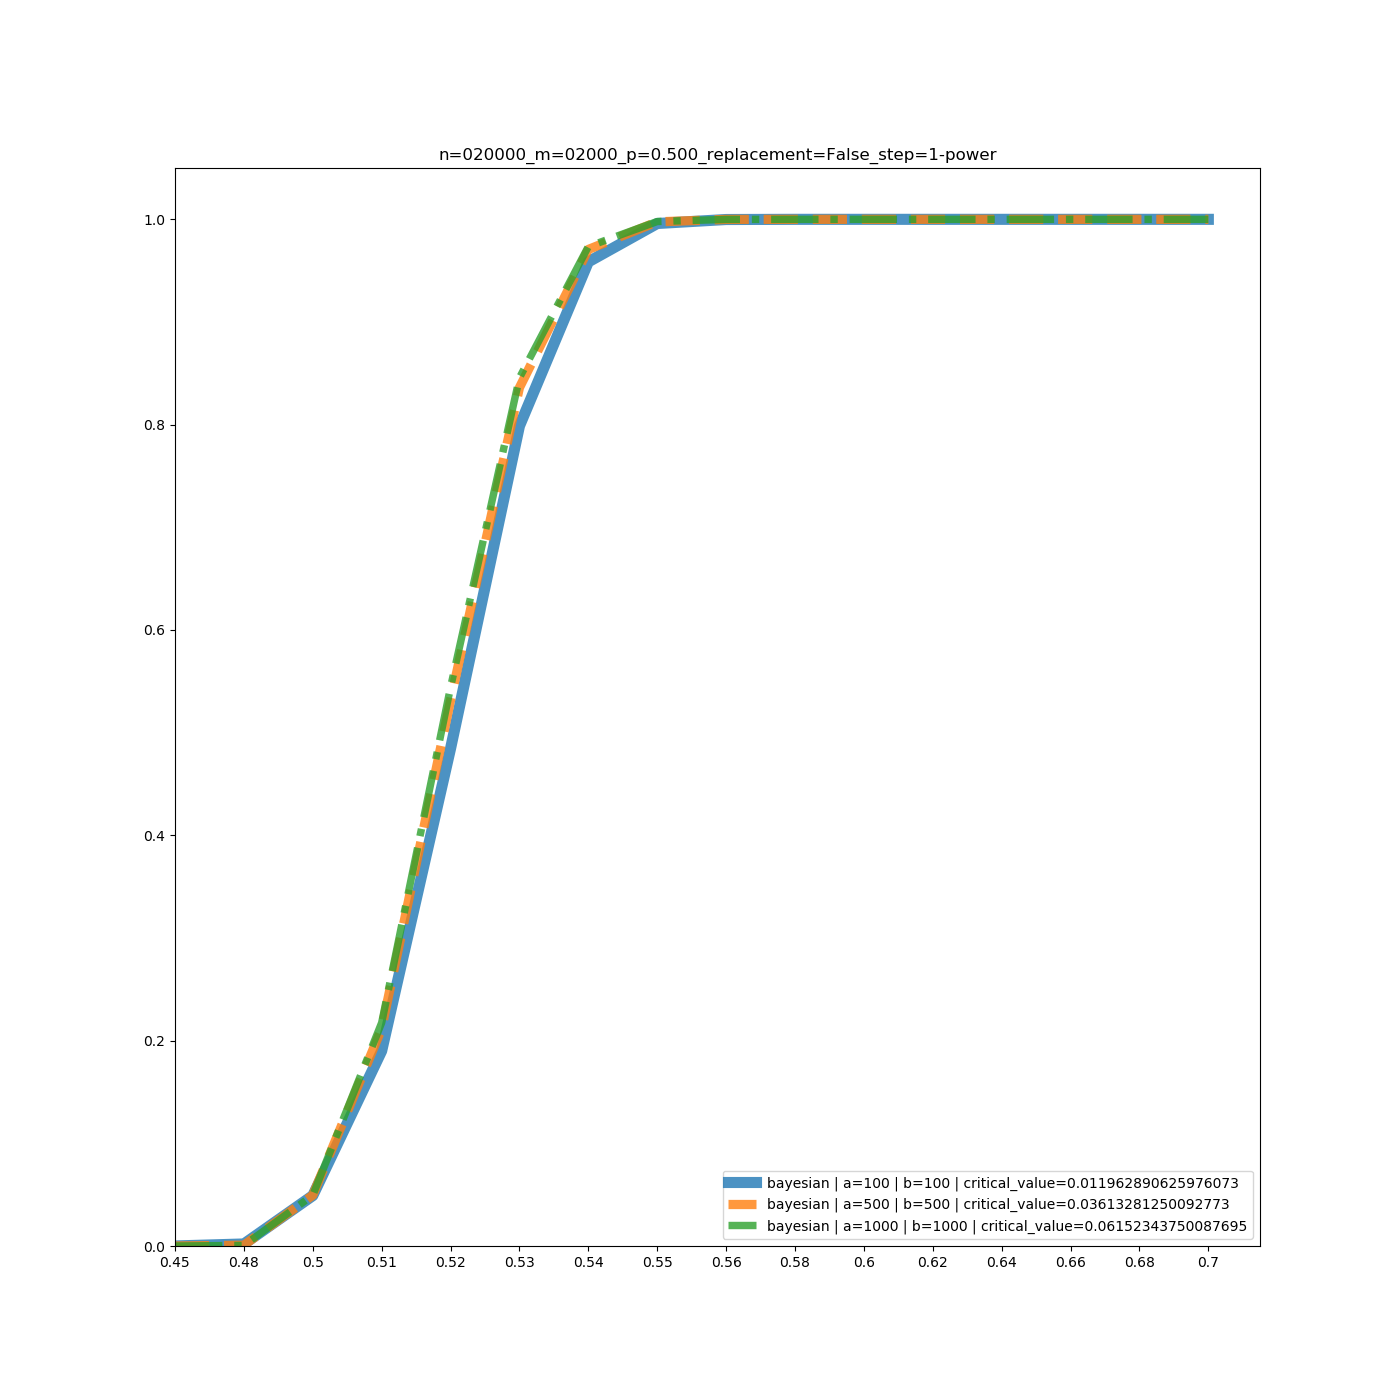 n=020000_m=02000_p=0.500_replacement=False_step=1-power
1.0
0.8
0.6
0.4
0.2
0.0
0.45 0.48 0.5 0.51 0.52 0.53 0.54 0.55 0.56 0.58 0.6 0.62 0.64 0.66 0.68 0.7
bayesian | a=100 | b=100 | critical_value=0.011962890625976073
bayesian | a=500 | b=500 | critical_value=0.03613281250092773
bayesian | a=1000 | b=1000 | critical_value=0.06152343750087695